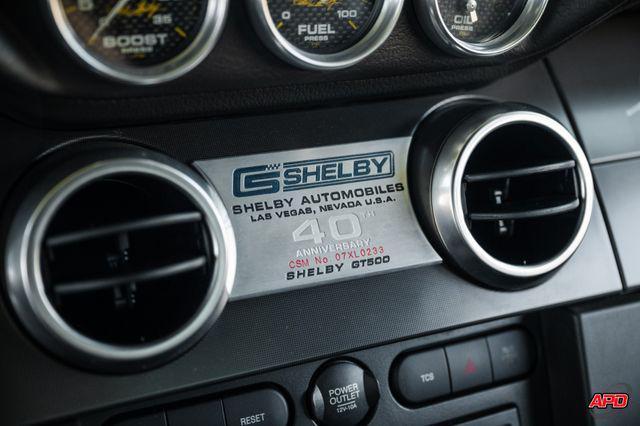 35
BOOST
0 100
FUEL
PRESS
OIL
PRESS
CS SHELBY
SHELBY AUTOMOBILES
LAS VEGAS, NEVADA U.S.A.
40TH
ANNIVERSARY
CSM No 07XL0233
SHELBY GT500
POWER
OUTLET
12V-10A
RESET
TCS
APD